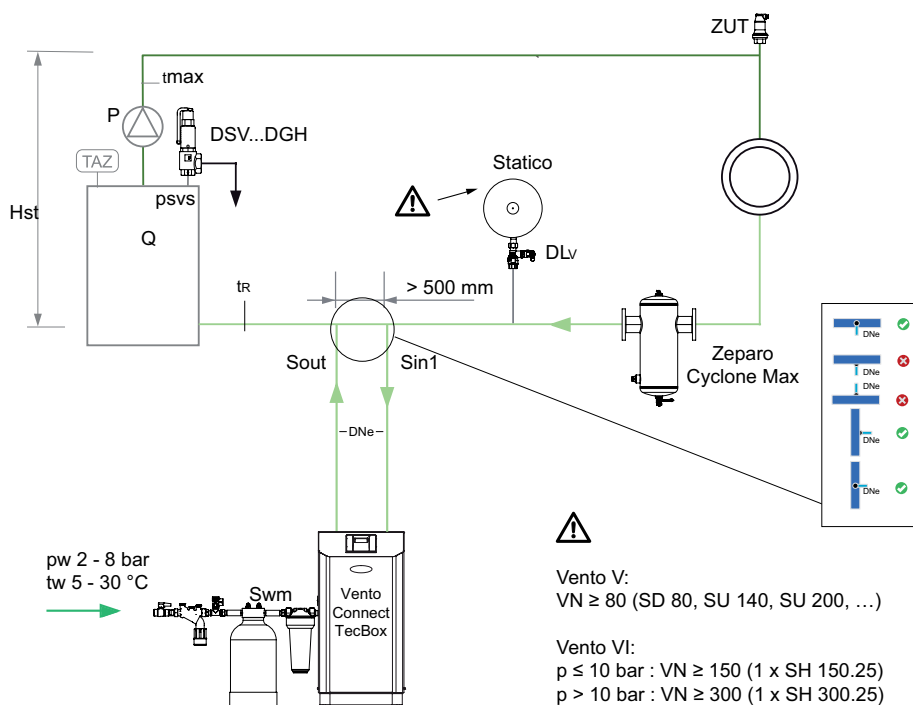 ZUT
tmax
P
DSV...DGH
TAZ
Statico
psvs
Hst
Q
DLV
tR
> 500 mm
DNe
DNe
DNe
DNe
DNe
Sout
Sin1
Zeparo
Cyclone Max
DNe
pw 2 - 8 bar
tw 5 - 30 °C
Swm
Vento
Connect
TecBox
Vento V:
VN ≥ 80 (SD 80, SU 140, SU 200, …)
Vento VI:
p ≤ 10 bar : VN ≥ 150 (1 x SH 150.25)
p > 10 bar : VN ≥ 300 (1 x SH 300.25)